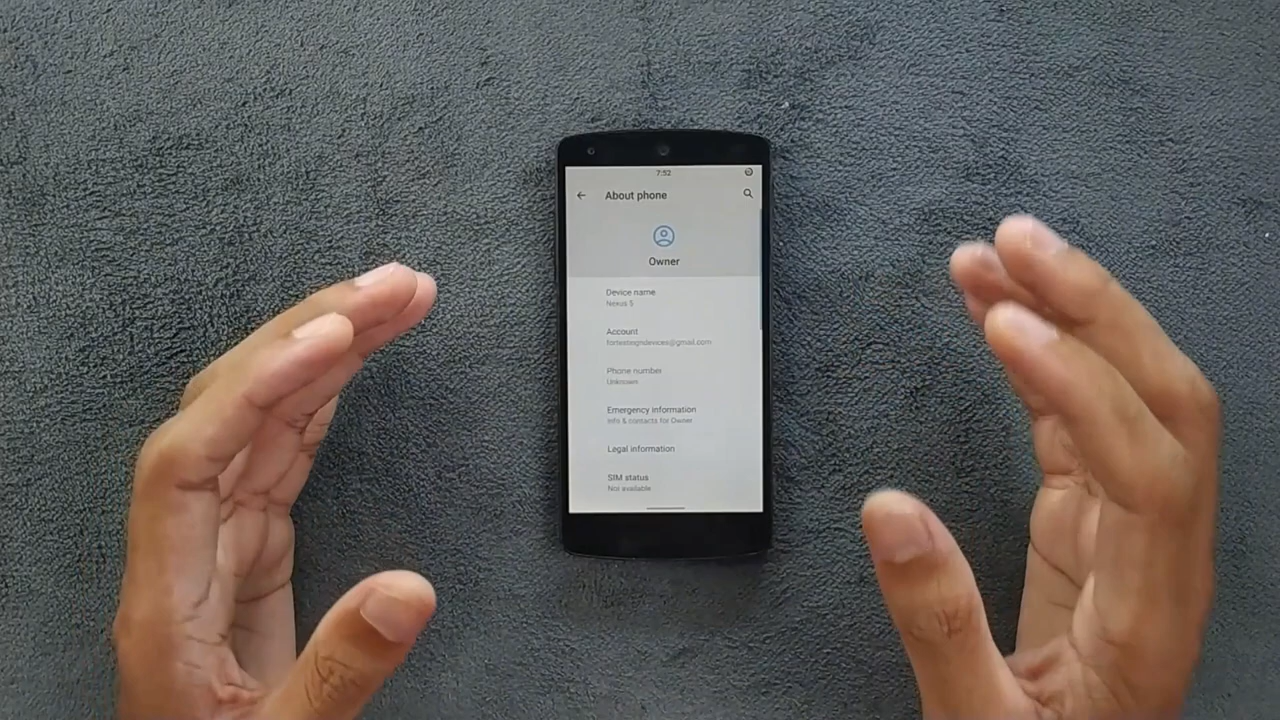 7:52
About phone
Owner
Device name
Nexus 5
Account
Phone number
Unknown
Emergency information
Info & contacts for Owner
Legal information
SIM status
Not available